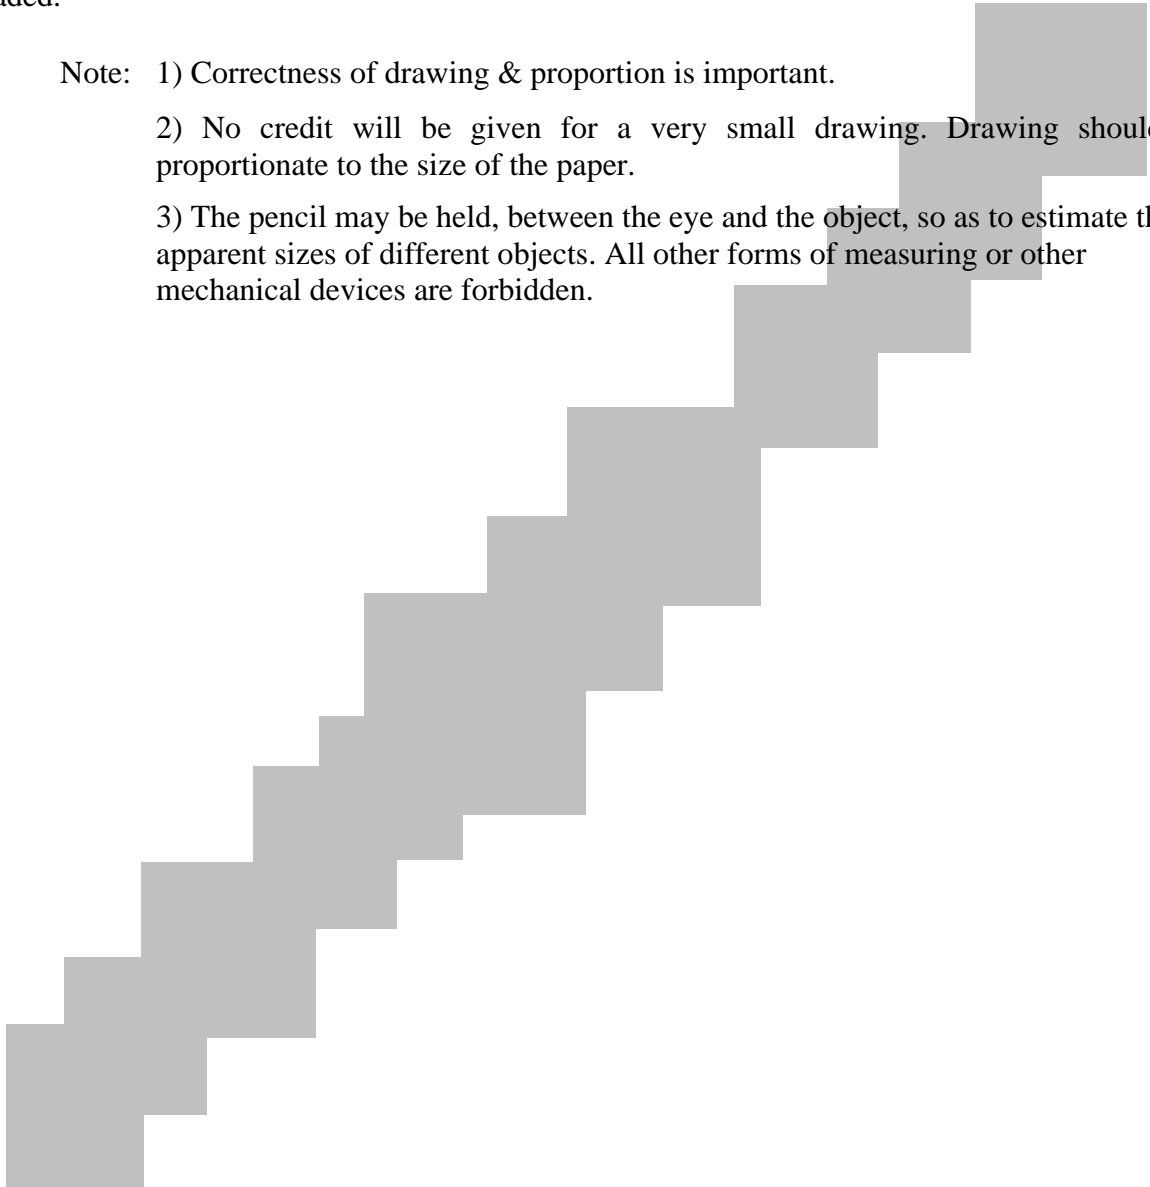 Note: 1) Correctness of drawing & proportion is important.
2) No credit will be given for a very small drawing. Drawing
proportionate to the size of the paper.
3) The pencil may be held, between the eye and the object, so as to estimate
apparent sizes of different objects. All other forms of measuring or other
mechanical devices are forbidden.